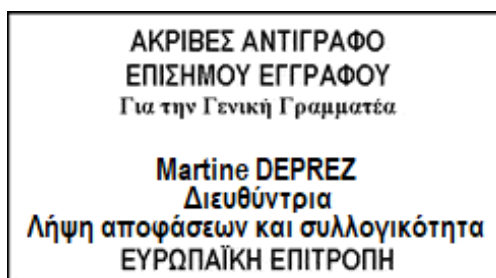 ΑΚΡΙΒΕΣ ΑΝΤΙΓΡΑΦΟ
ΕΠΙΣΗΜΟΥ ΕΓΓΡΑΦΟΥ
Για την Γενική Γραμματέα
Martine DEPREZ
Διευθύντρια
Λήψη αποφάσεων και συλλογικότητα
ΕΥΡΩΠΑΪΚΗ ΕΠΙΤΡΟΠΗ